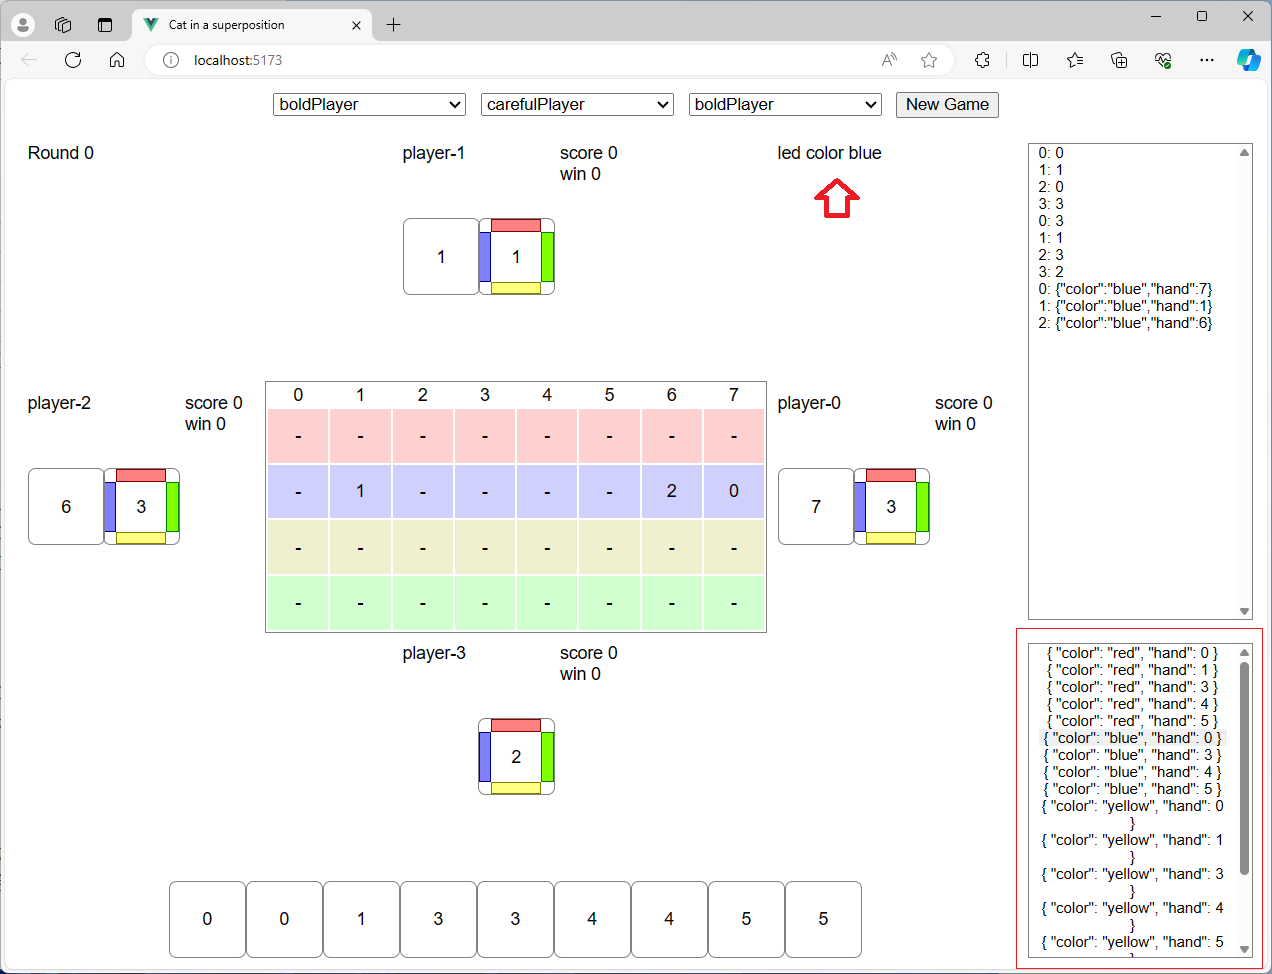 Cat in a superposition
localhost:5173
boldPlayer carefulPlayer boldPlayer New Game
Round 0
player-1 score 0
win 0
led color blue
1 1
player-2 score 0
win 0
6 3
0 1 2 3 4 5 6 7
- - - - - - - -
- 1 - - - - 2 0
- - - - - - - -
- - - - - - - -
player-0 score 0
win 0
7 3
player-3 score 0
win 0
2
0 0 1 3 3 4 4 5 5
0: 0
1: 1
2: 0
3: 3
0: 3
1: 1
2: 3
3: 2
0: {"color":"blue","hand":7}
1: {"color":"blue","hand":1}
2: {"color":"blue","hand":6}
{ "color": "red", "hand": 0 }
{ "color": "red", "hand": 1 }
{ "color": "red", "hand": 3 }
{ "color": "red", "hand": 4 }
{ "color": "red", "hand": 5 }
{ "color": "blue", "hand": 0 }
{ "color": "blue", "hand": 3 }
{ "color": "blue", "hand": 4 }
{ "color": "blue", "hand": 5 }
{ "color": "yellow", "hand": 0
}
{ "color": "yellow", "hand": 1
}
{ "color": "yellow", "hand": 3
}
{ "color": "yellow", "hand": 4
}
{ "color": "yellow", "hand": 5